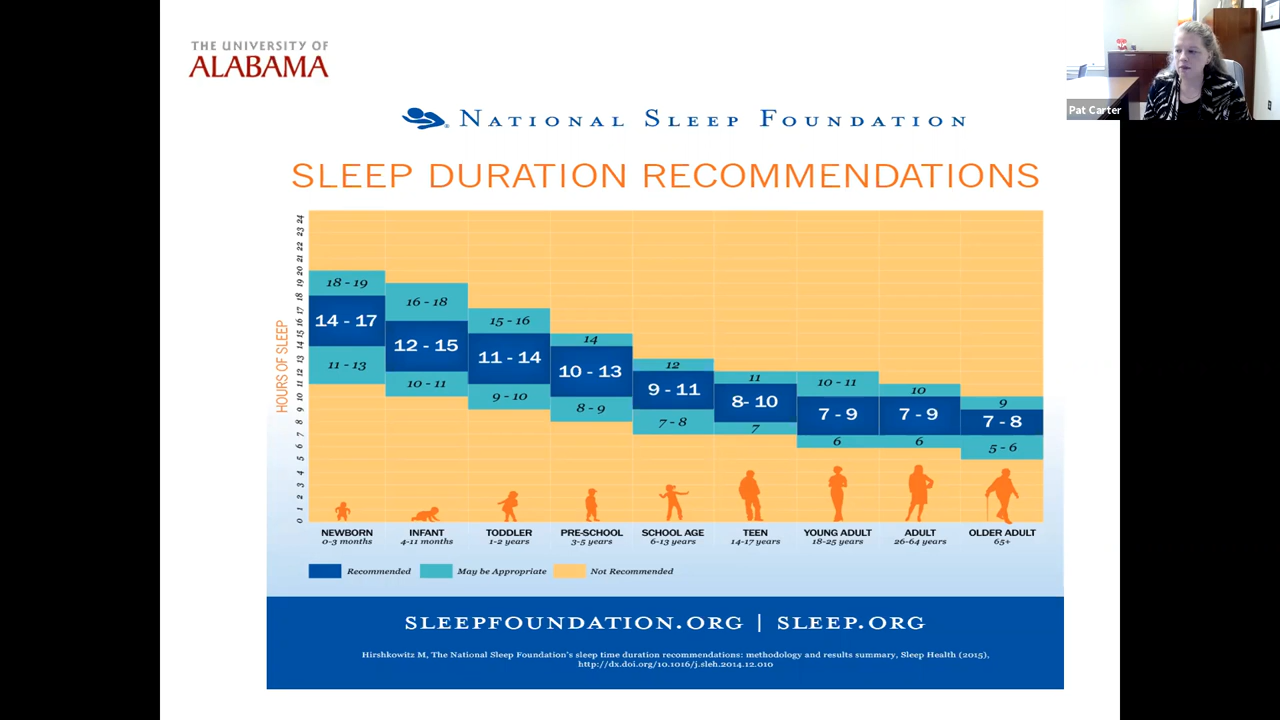 THE UNIVERSITY OF
ALABAMA
Pat Carter
NATIONAL SLEEP FOUNDATION
SLEEP DURATION RECOMMENDATIONS
HOURS OF SLEEP
24
23
22
21
20
19
18
17
16
15
14
13
12
11
10
9
8
7
6
5
4
3
2
1
0
18 - 19
14 - 17
11 - 13
16 - 18
12 - 15
10 - 11
15 - 16
11 - 14
9 - 10
14
10 - 13
8 - 9
12
9 - 11
7 - 8
11
8- 10
7
10 - 11
7 - 9
6
10
7 - 9
6
9
7 - 8
5 - 6
NEWBORN
0-3 months
INFANT
4-11 months
TODDLER
1-2 years
PRE-SCHOOL
3-5 years
SCHOOL AGE
6-13 years
TEEN
14-17 years
YOUNG ADULT
18-25 years
ADULT
26-64 years
OLDER ADULT
65+
Recommended May be Appropriate Not Recommended
SLEEPFOUNDATION.ORG | SLEEP.ORG
Hirshkowitz M, The National Sleep Foundation's sleep time duration recommendations: methodology and results summary, Sleep Health (2015),
http://dx.doi.org/10.1016/j.sleh.2014.12.010